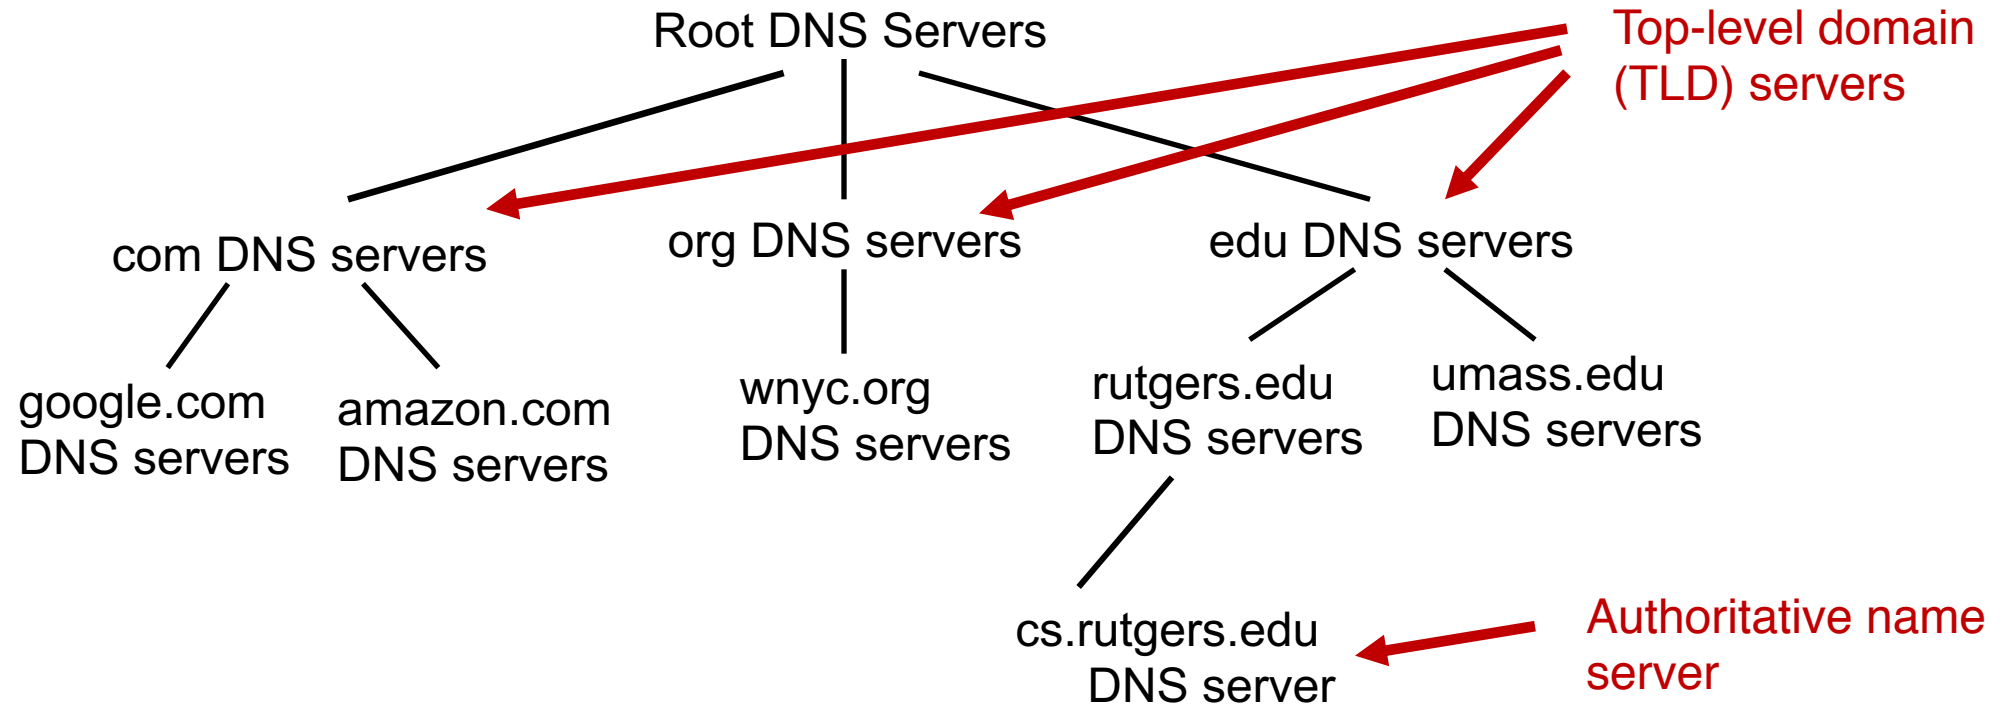 Root DNS Servers
Top-level domain
(TLD) servers
com DNS servers
org DNS servers
edu DNS servers
google.com
DNS servers
amazon.com
DNS servers
wnyc.org
DNS servers
rutgers.edu
DNS servers
umass.edu
DNS servers
cs.rutgers.edu
DNS server
Authoritative name
server